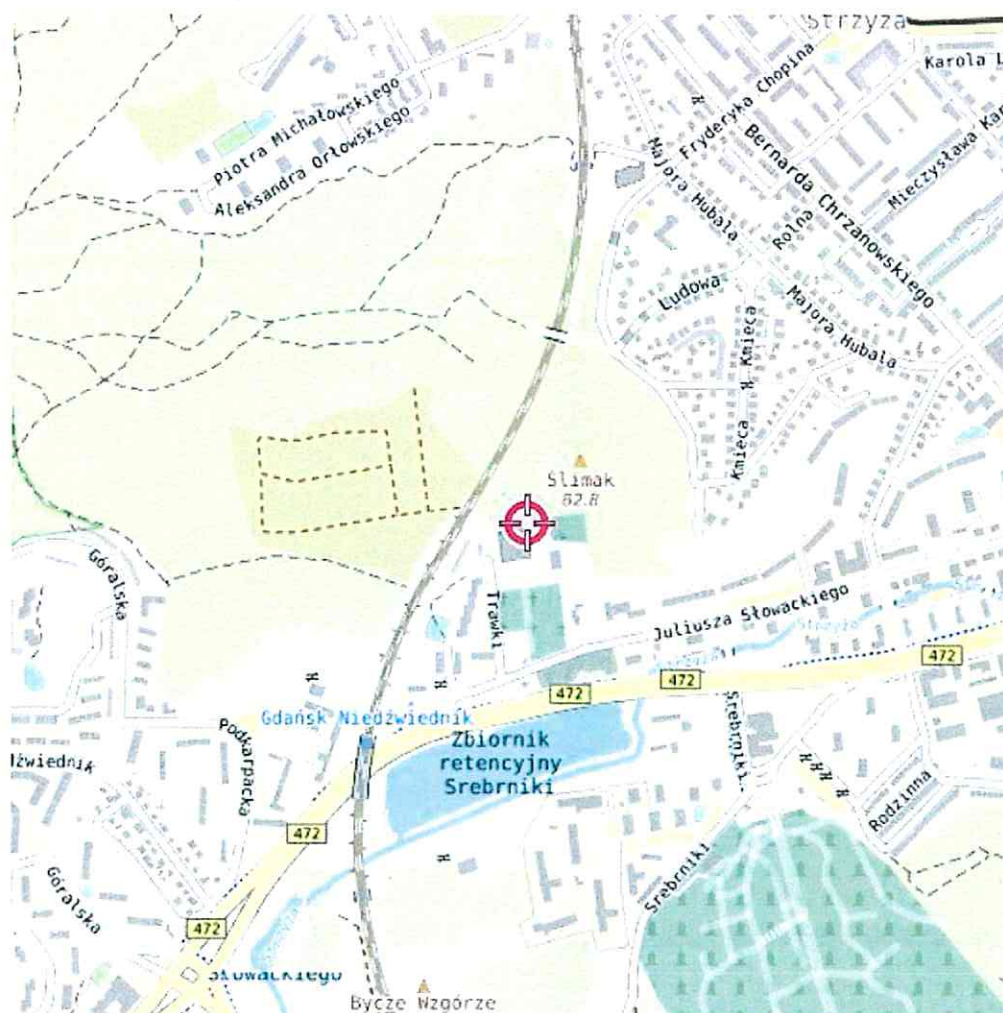 Strzyża
Karola L
Fryderyka Chopina
Piotra Michałowskiego
Aleksandra Orłowskiego
Majora Hubala
Bernarda Chrzanowskiego
Mieczysława Kar
Rolna
Ludowa
Majora Hubala
Kmieca
Kmieca
Ślimak
62.8
Góralska
Trawki
Juliusza Słowackiego
Strzyża
472
472
472
Gdańsk Niedźwiednik
Podkarpacka
Zbiornik
retencyjny
Srebrniki
Srebrniki
dźwiednik
Rodzinna
472
Srebrniki
Góralska
472
Słowackiego
Bycze Wzgórze